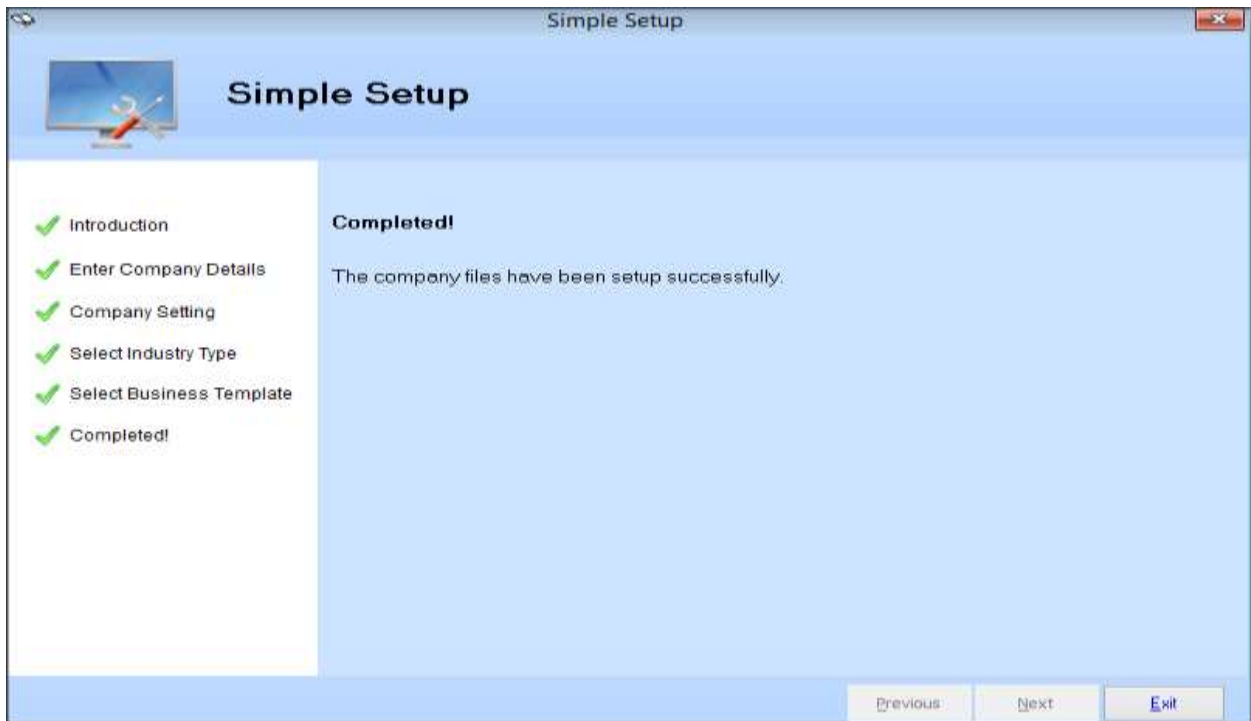 Simple Setup
Simple Setup
Introduction
Enter Company Details
Company Setting
Select Industry Type
Select Business Template
Completed!
Completed!
The company files have been setup successfully.
Previous
Next
Exit